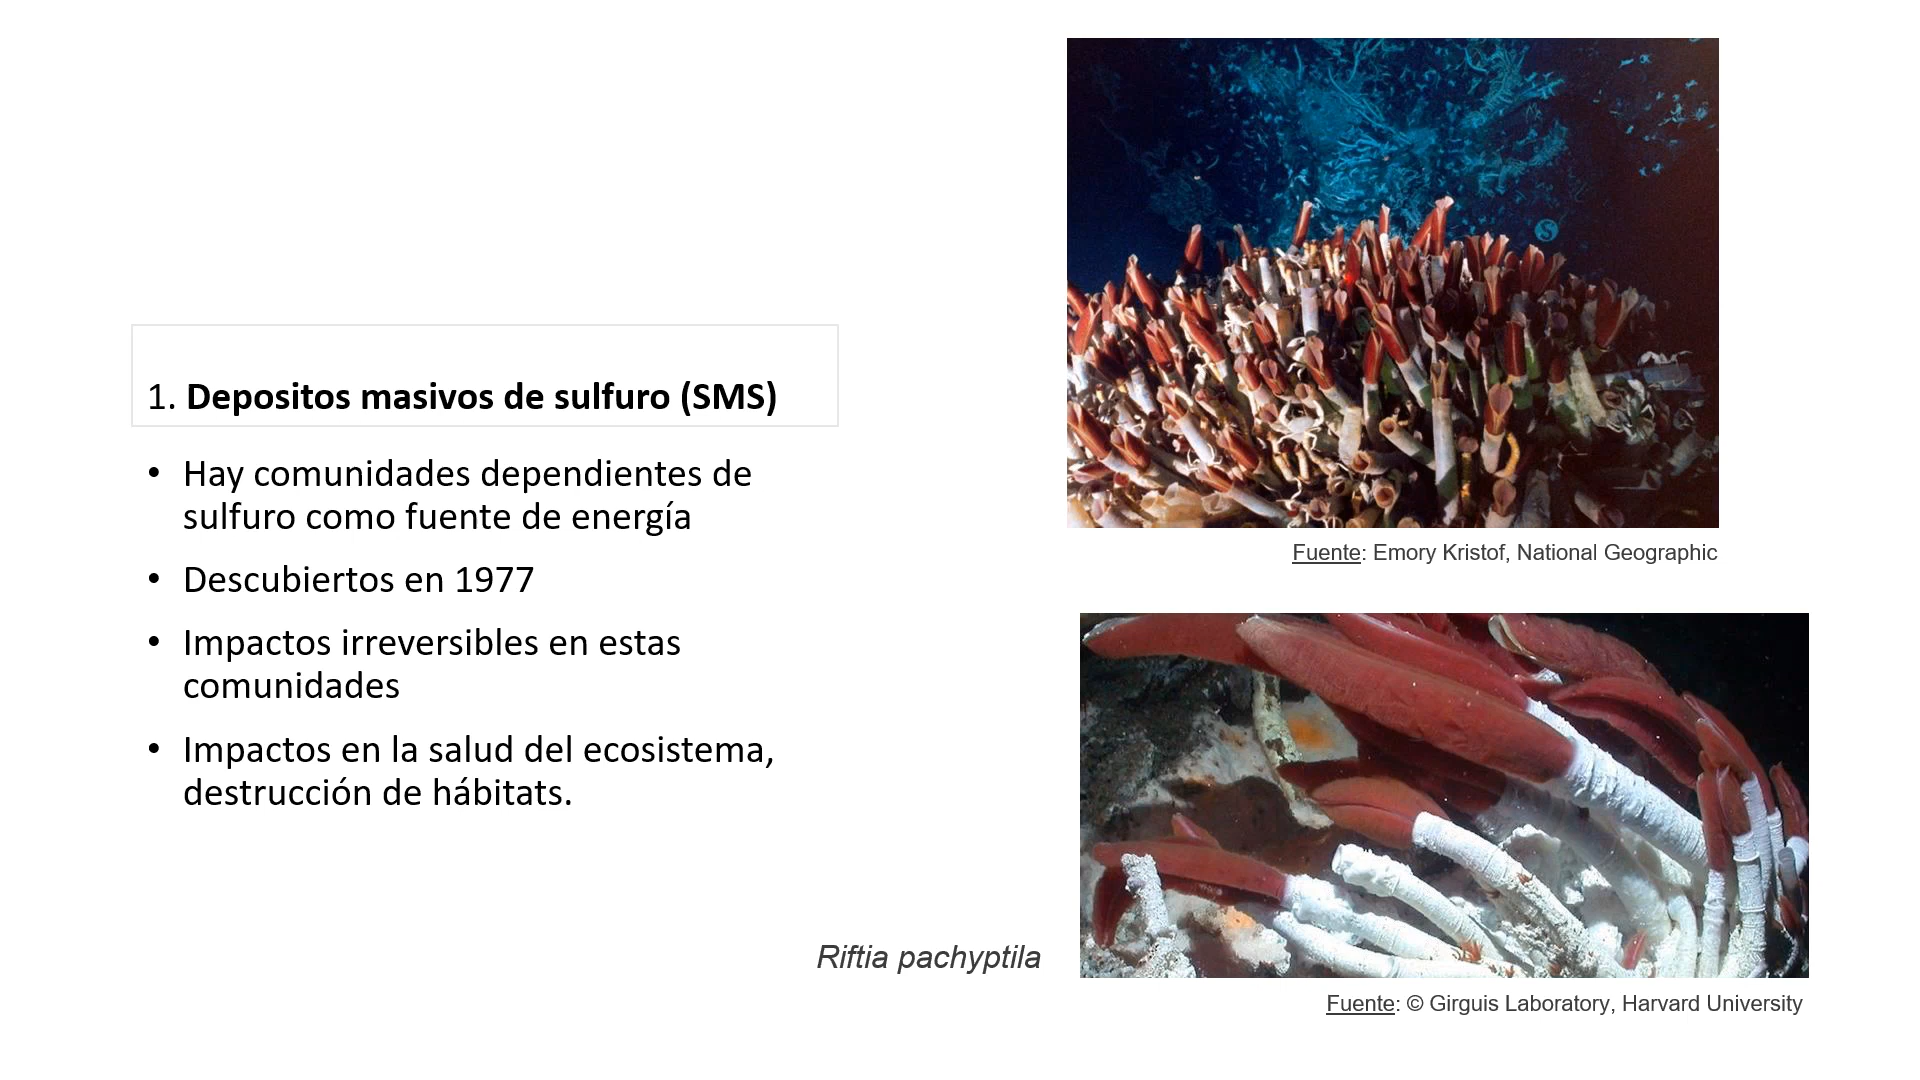 1. Depositos masivos de sulfuro (SMS)
• Hay comunidades dependientes de
sulfuro como fuente de energía
• Descubiertos en 1977
• Impactos irreversibles en estas
comunidades
• Impactos en la salud del ecosistema,
destrucción de hábitats.
S
Fuente: Emory Kristof, National Geographic
Riftia pachyptila
Fuente: © Girguis Laboratory, Harvard University